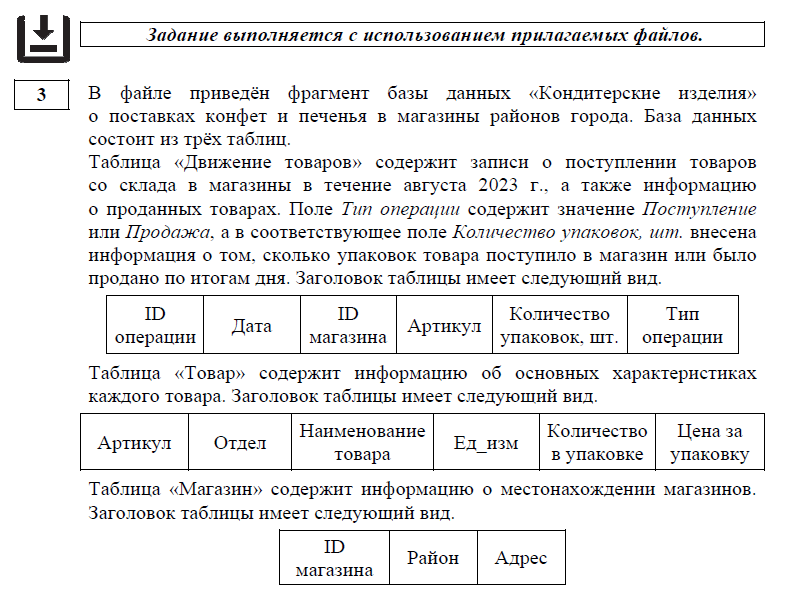 Задание выполняется с использованием прилагаемых файлов.
3
В файле приведён фрагмент базы данных «Кондитерские изделия»
о поставках конфет и печенья в магазины районов города. База данных
состоит из трёх таблиц.
Таблица «Движение товаров» содержит записи о поступлении товаров
со склада в магазины в течение августа 2023 г., а также информацию
о проданных товарах. Поле Тип операции содержит значение Поступление
или Продажа, а в соответствующее поле Количество упаковок, шт. внесена
информация о том, сколько упаковок товара поступило в магазин или было
продано по итогам дня. Заголовок таблицы имеет следующий вид.
ID операции Дата ID магазина Артикул Количество упаковок, шт. Тип операции
Таблица «Товар» содержит информацию об основных характеристиках
каждого товара. Заголовок таблицы имеет следующий вид.
Артикул Отдел Наименование товара Ед_изм Количество в упаковке Цена за упаковку
Таблица «Магазин» содержит информацию о местонахождении магазинов.
Заголовок таблицы имеет следующий вид.
ID магазина Район Адрес